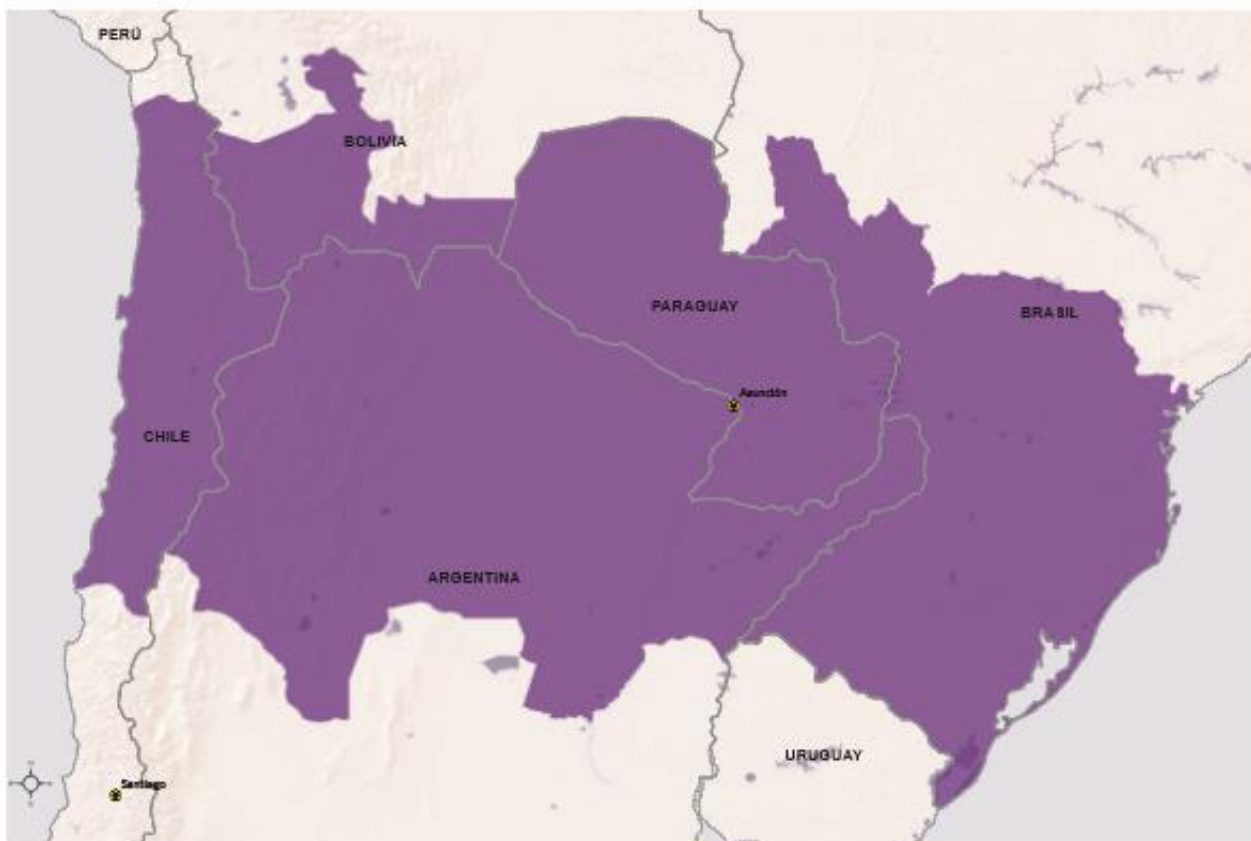 PERÚ
BOLIVIA
PARAGUAY
BRASIL
Asunción
CHILE
ARGENTINA
URUGUAY
Santiago